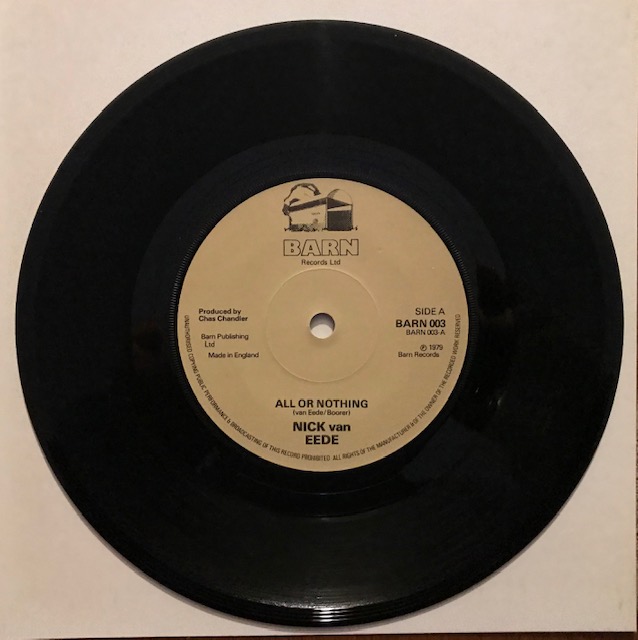 BARN
Records Ltd
Produced by
Chas Chandler
Barn Publishing
Ltd
Made in England
SIDE A
BARN 003
BARN 003-A
℗ 1979
Barn Records
ALL OR NOTHING
(van Eede/Boorer)
NICK van
EEDE
UNAUTHORISED COPYING PUBLIC PERFORMANCE & BROADCASTING OF THIS RECORD PROHIBITED ALL RIGHTS OF THE MANUFACTURER & OF THE OWNER OF THE RECORDED WORK RESERVED